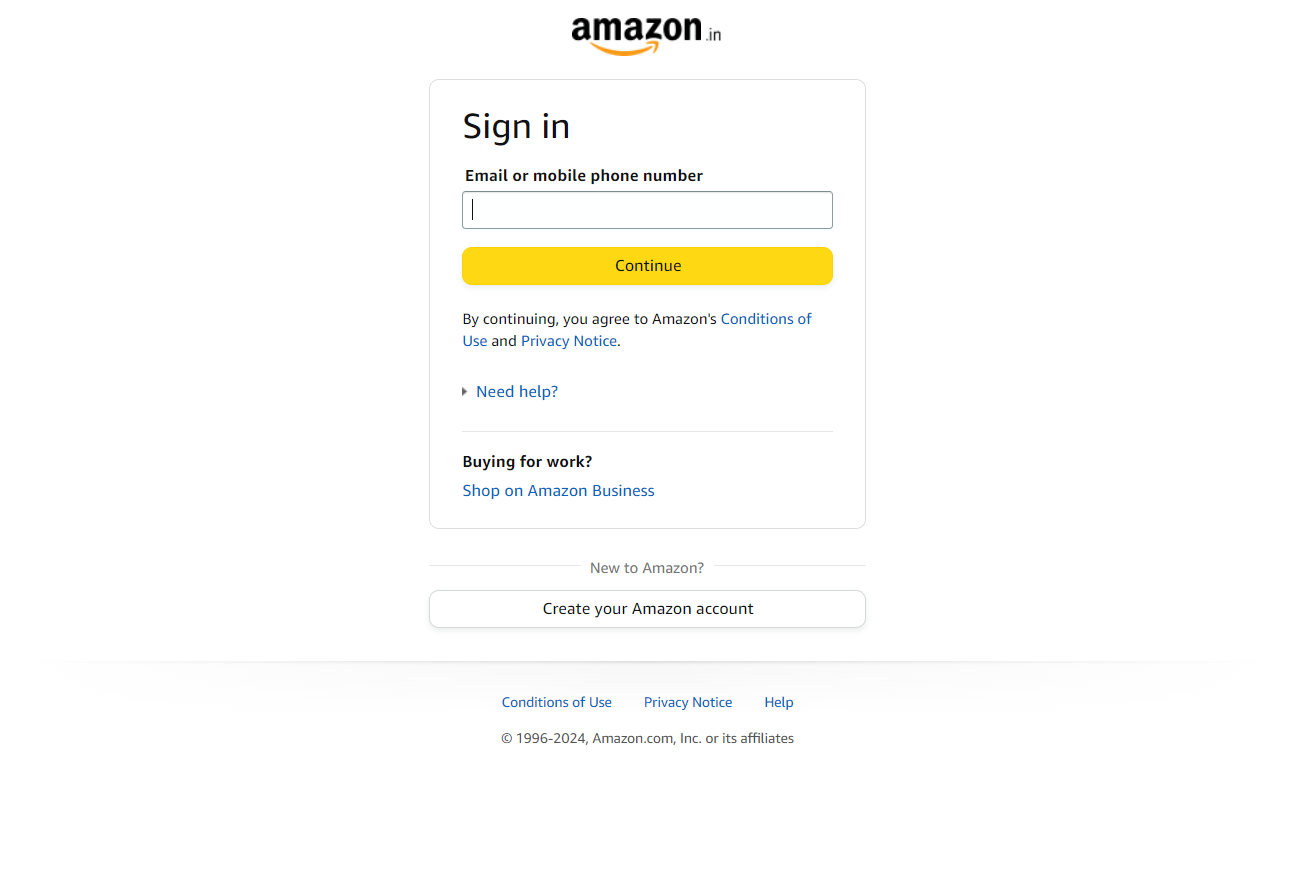 amazon.in
Sign in
Email or mobile phone number
Continue
By continuing, you agree to Amazon's Conditions of
Use and Privacy Notice.
Need help?
Buying for work?
Shop on Amazon Business
New to Amazon?
Create your Amazon account
Conditions of Use Privacy Notice Help
© 1996-2024, Amazon.com, Inc. or its affiliates